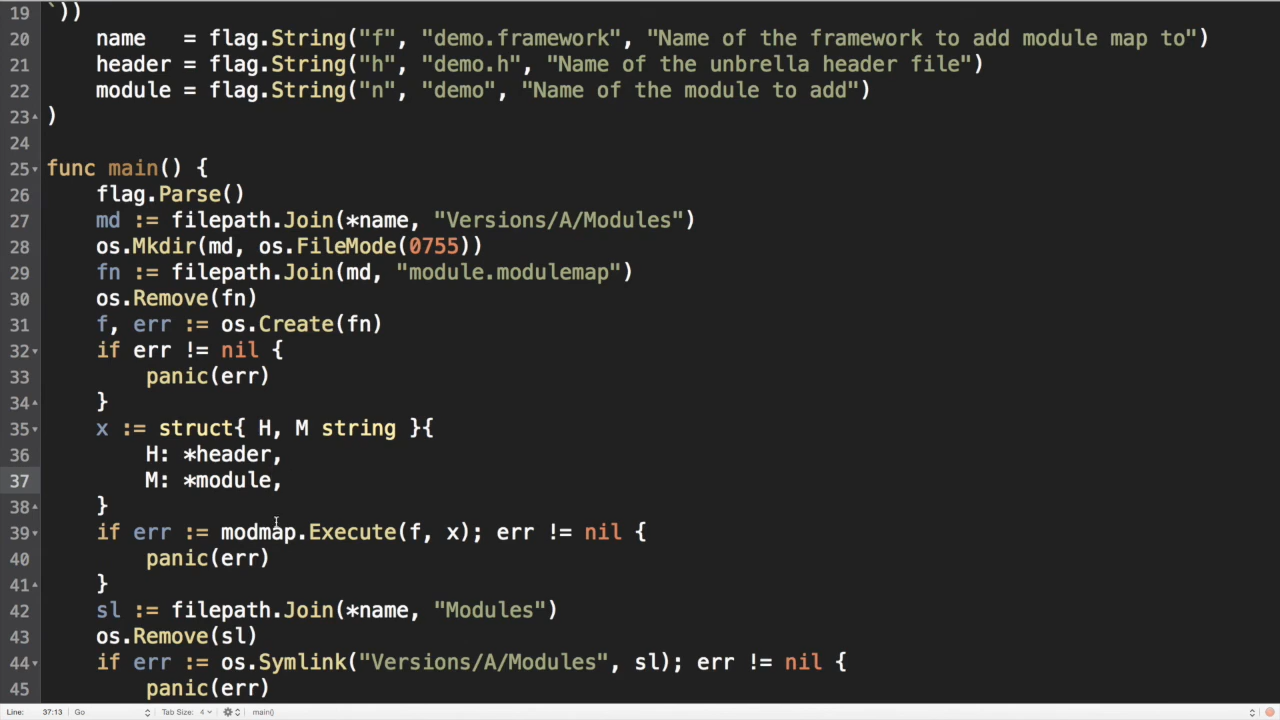 19 `))
20 name   = flag.String("f", "demo.framework", "Name of the framework to add module map to")
21 header = flag.String("h", "demo.h", "Name of the unbrella header file")
22 module = flag.String("n", "demo", "Name of the module to add")
23 )
24
25 func main() {
26 flag.Parse()
27 md := filepath.Join(*name, "Versions/A/Modules")
28 os.Mkdir(md, os.FileMode(0755))
29 fn := filepath.Join(md, "module.modulemap")
30 os.Remove(fn)
31 f, err := os.Create(fn)
32 if err != nil {
33 panic(err)
34 }
35 x := struct{ H, M string }{
36 H: *header,
37 M: *module,
38 }
39 if err := modmap.Execute(f, x); err != nil {
40 panic(err)
41 }
42 sl := filepath.Join(*name, "Modules")
43 os.Remove(sl)
44 if err := os.Symlink("Versions/A/Modules", sl); err != nil {
45 panic(err)
Line: 37:13 Go Tab Size: 4 main()